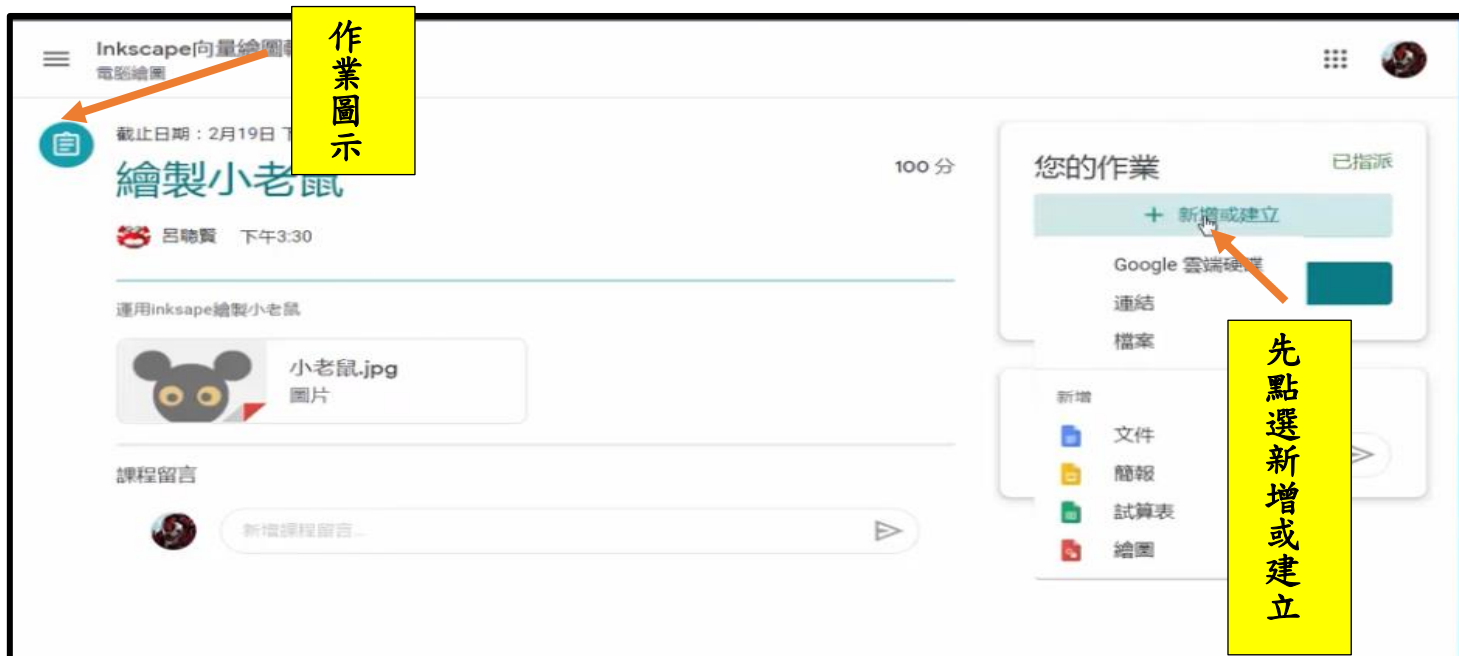 Inkscape向量繪圖
電腦繪圖
作業圖示
截止日期：2月19日 下
繪製小老鼠
100 分
呂聰賢 下午3:30
運用inksape繪製小老鼠
小老鼠.jpg
圖片
課程留言
新增課程留言...
您的作業
已指派
+ 新增或建立
Google 雲端硬碟
連結
檔案
新增
文件
簡報
試算表
繪圖
先點選新增或建立